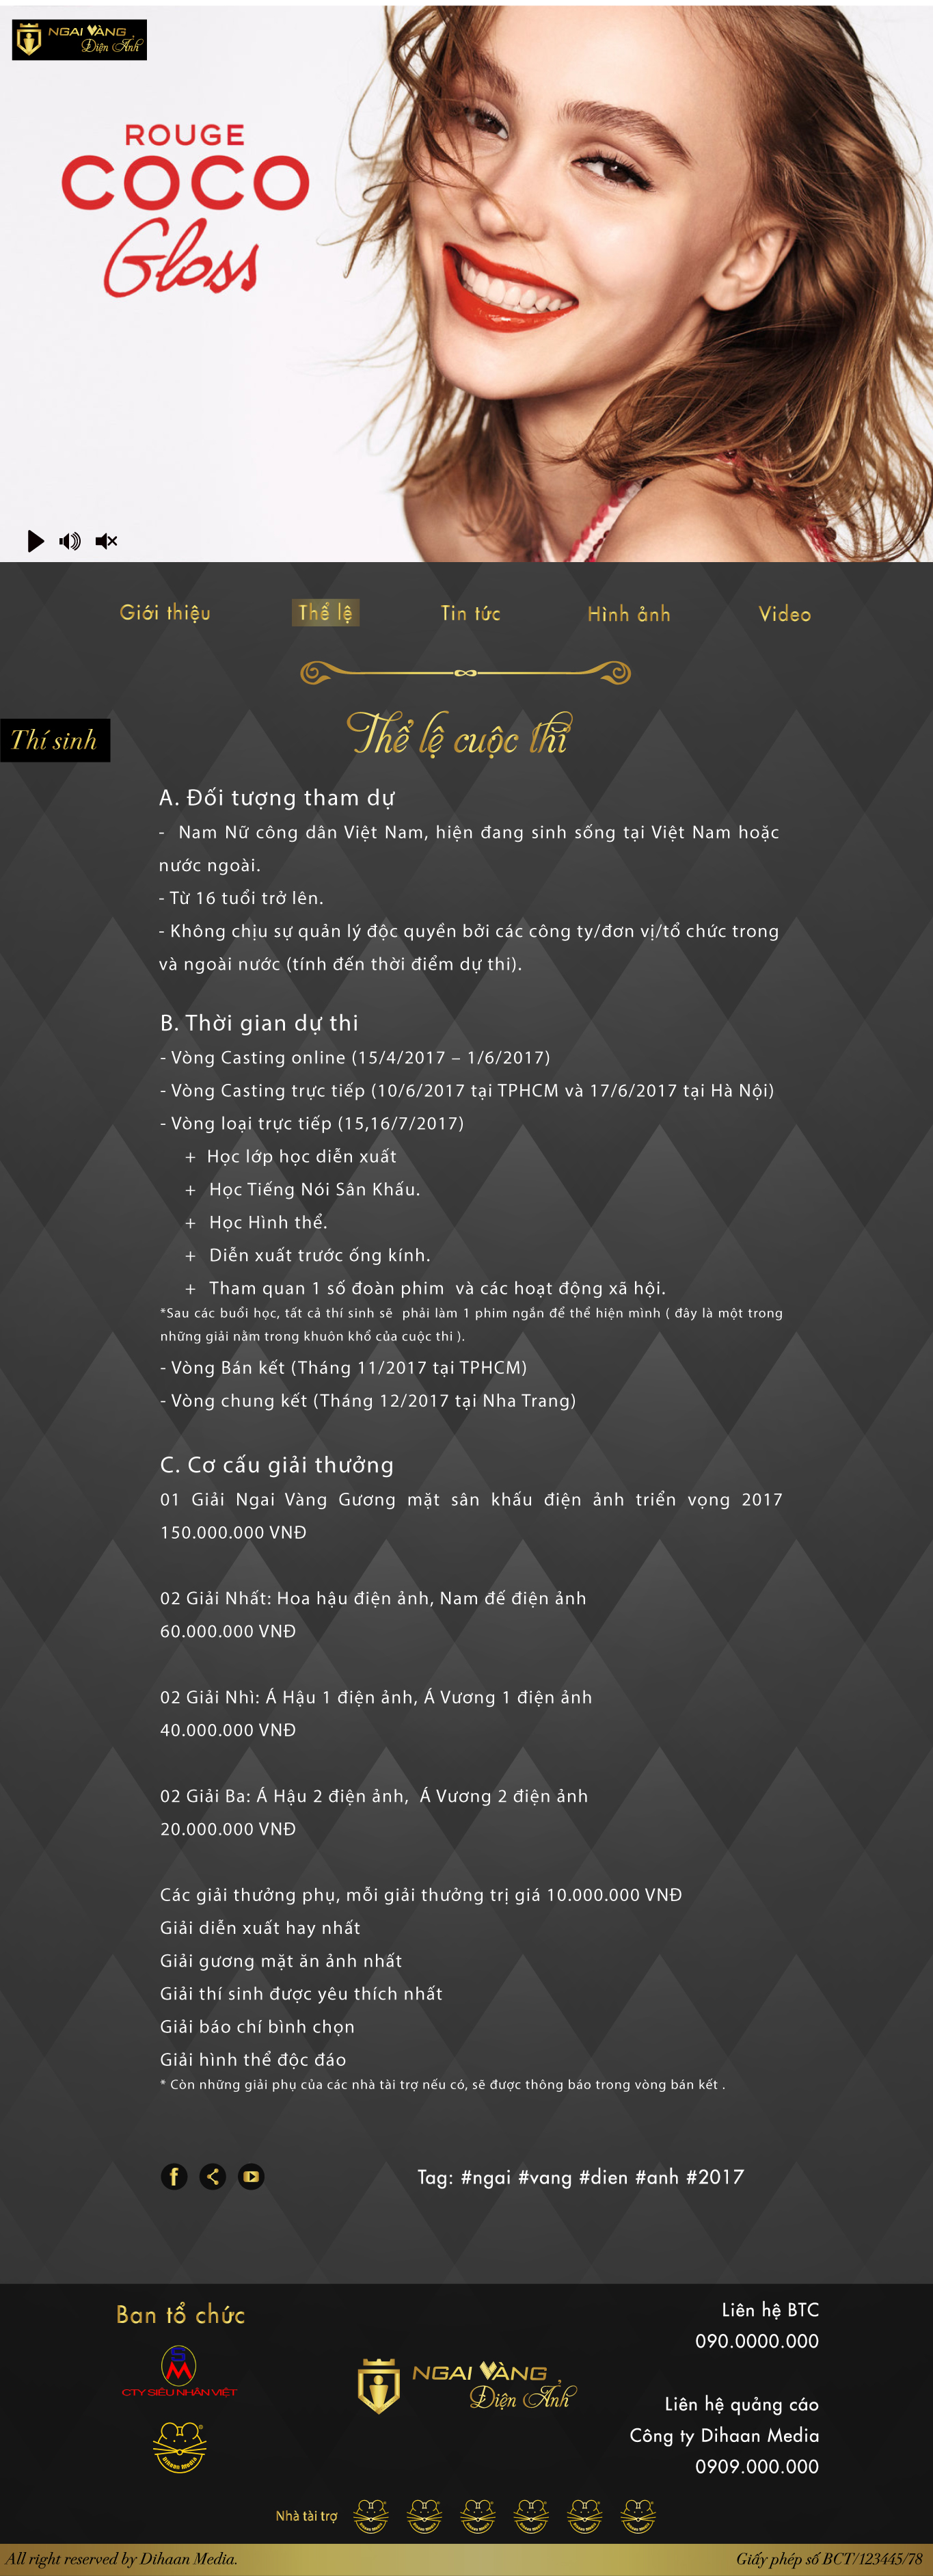 NGAI VÀNG
Điện Ảnh
ROUGE
COCO
Gloss
Giới thiệu
Thể lệ
Tin tức
Hình ảnh
Video
Thí sinh
Thể lệ cuộc thi
A. Đối tượng tham dự
- Nam Nữ công dân Việt Nam, hiện đang sinh sống tại Việt Nam hoặc
nước ngoài.
- Từ 16 tuổi trở lên.
- Không chịu sự quản lý độc quyền bởi các công ty/đơn vị/tổ chức trong
và ngoài nước (tính đến thời điểm dự thi).
B. Thời gian dự thi
- Vòng Casting online (15/4/2017 – 1/6/2017)
- Vòng Casting trực tiếp (10/6/2017 tại TPHCM và 17/6/2017 tại Hà Nội)
- Vòng loại trực tiếp (15,16/7/2017)
+ Học lớp học diễn xuất
+ Học Tiếng Nói Sân Khấu.
+ Học Hình thể.
+ Diễn xuất trước ống kính.
+ Tham quan 1 số đoàn phim và các hoạt động xã hội.
*Sau các buổi học, tất cả thí sinh sẽ phải làm 1 phim ngắn để thể hiện mình ( đây là một trong
những giải nằm trong khuôn khổ của cuộc thi ).
- Vòng Bán kết (Tháng 11/2017 tại TPHCM)
- Vòng chung kết (Tháng 12/2017 tại Nha Trang)
C. Cơ cấu giải thưởng
01 Giải Ngai Vàng Gương mặt sân khấu điện ảnh triển vọng 2017
150.000.000 VNĐ
02 Giải Nhất: Hoa hậu điện ảnh, Nam đế điện ảnh
60.000.000 VNĐ
02 Giải Nhì: Á Hậu 1 điện ảnh, Á Vương 1 điện ảnh
40.000.000 VNĐ
02 Giải Ba: Á Hậu 2 điện ảnh, Á Vương 2 điện ảnh
20.000.000 VNĐ
Các giải thưởng phụ, mỗi giải thưởng trị giá 10.000.000 VNĐ
Giải diễn xuất hay nhất
Giải gương mặt ăn ảnh nhất
Giải thí sinh được yêu thích nhất
Giải báo chí bình chọn
Giải hình thể độc đáo
* Còn những giải phụ của các nhà tài trợ nếu có, sẽ được thông báo trong vòng bán kết .
Tag: #ngai #vang #dien #anh #2017
Ban tổ chức
SM
CTY SIÊU NHÂN VIỆT
Dihaan Media
NGAI VÀNG
Điện Ảnh
Liên hệ BTC
090.0000.000
Liên hệ quảng cáo
Công ty Dihaan Media
0909.000.000
Nhà tài trợ
Dihaan Media
Dihaan Media
Dihaan Media
Dihaan Media
Dihaan Media
Dihaan Media
All right reserved by Dihaan Media.
Giấy phép số BCT/123445/78